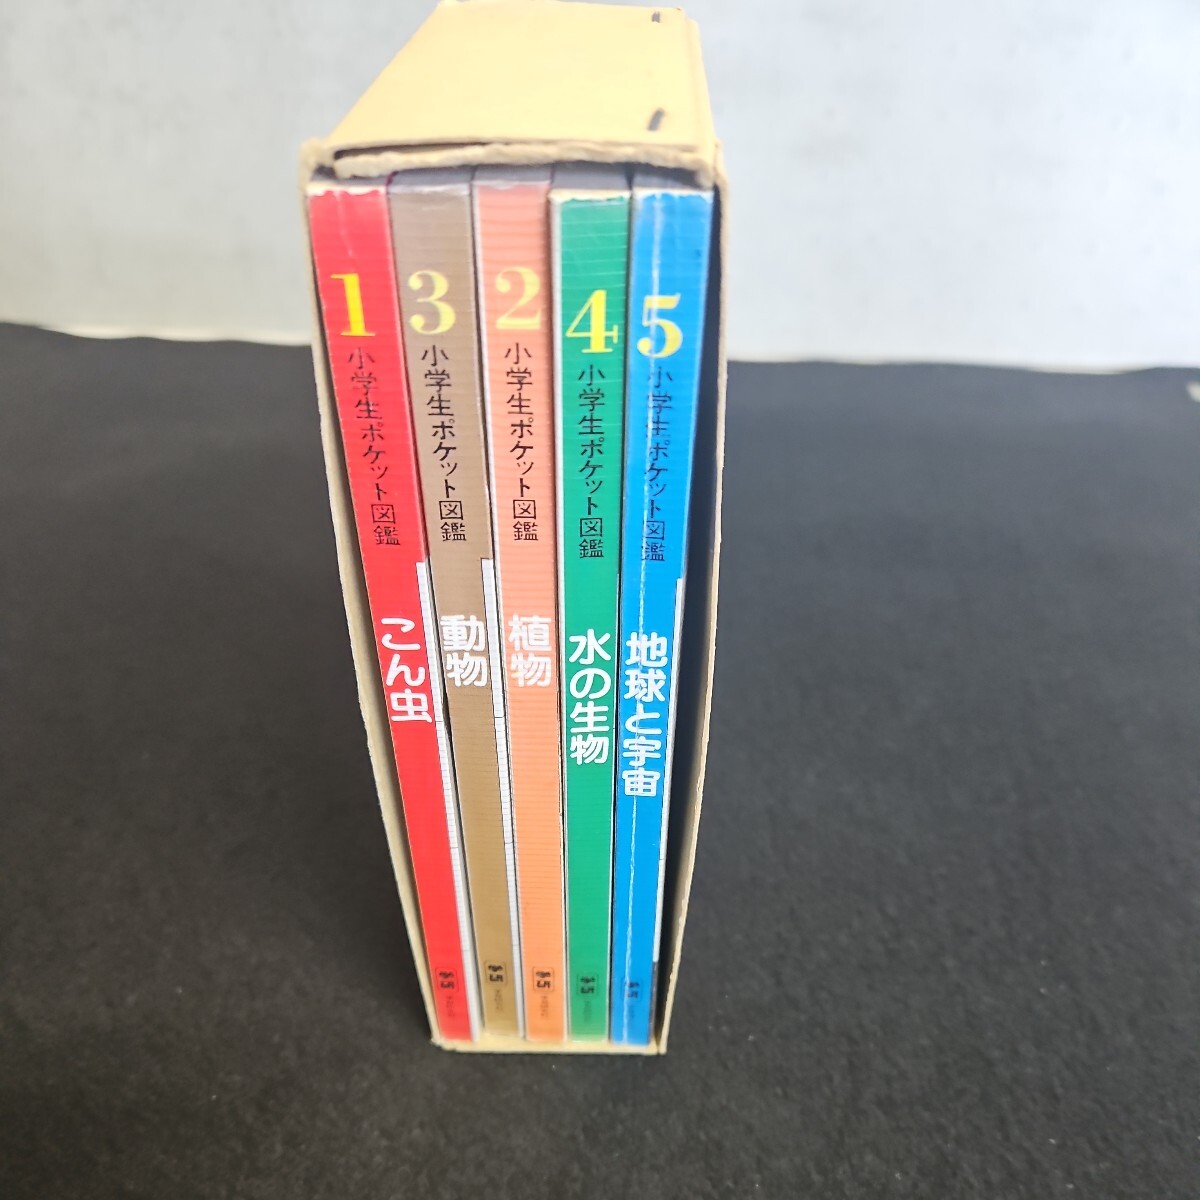 1
小学生ポケット図鑑
こん虫
3
小学生ポケット図鑑
動物
2
小学生ポケット図鑑
植物
4
小学生ポケット図鑑
水の生物
5
小学生ポケット図鑑
地球と宇宙